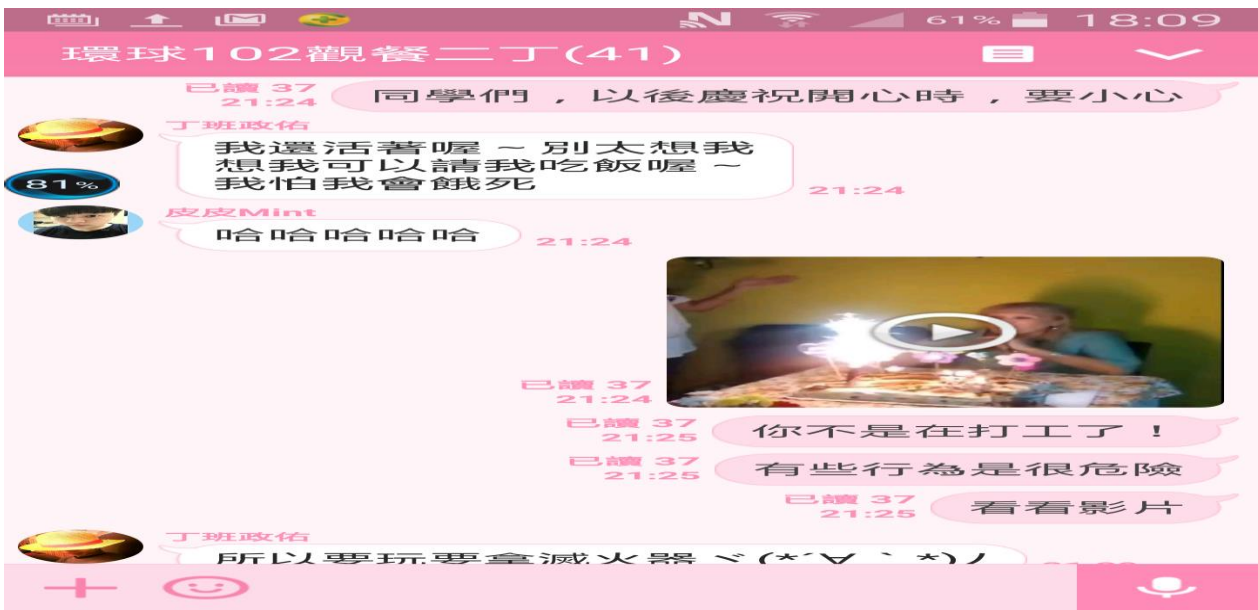 61% 18:09
環球102觀餐二丁(41)
已讀 37
21:24
同學們，以後慶祝開心時，要小心
丁班政佑
我還活著喔～別太想我
想我可以請我吃飯喔～
我怕我會餓死
21:24
81%
皮皮Mint
哈哈哈哈哈
21:24
已讀 37
21:24
已讀 37
21:25
你不是在打工了！
已讀 37
21:25
有些行為是很危險
已讀 37
21:25
看看影片
丁班政佑
所以要玩要拿滅火器ヾ(*´∀｀*)ﾉ